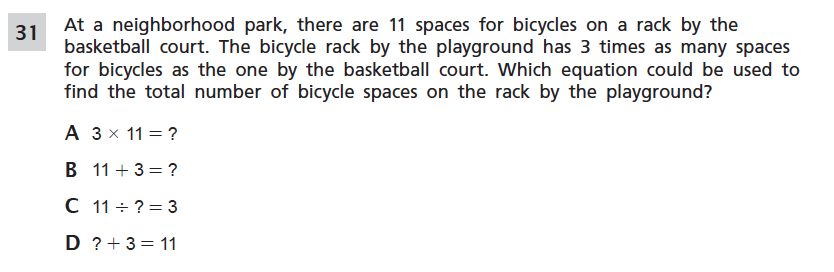 31 At a neighborhood park, there are 11 spaces for bicycles on a rack by the
basketball court. The bicycle rack by the playground has 3 times as many spaces
for bicycles as the one by the basketball court. Which equation could be used to
find the total number of bicycle spaces on the rack by the playground?
A 3 × 11 = ?
B 11 + 3 = ?
C 11 ÷ ? = 3
D ? + 3 = 11